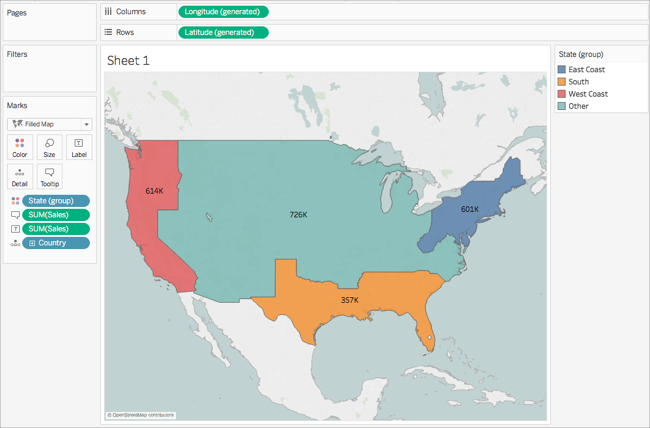 Pages
Columns
Longitude (generated)
Rows
Latitude (generated)
Filters
Marks
Filled Map
Color
Size
Label
Detail
Tooltip
State (group)
SUM(Sales)
SUM(Sales)
Country
Sheet 1
614K
726K
601K
357K
© OpenStreetMap contributors
State (group)
East Coast
South
West Coast
Other